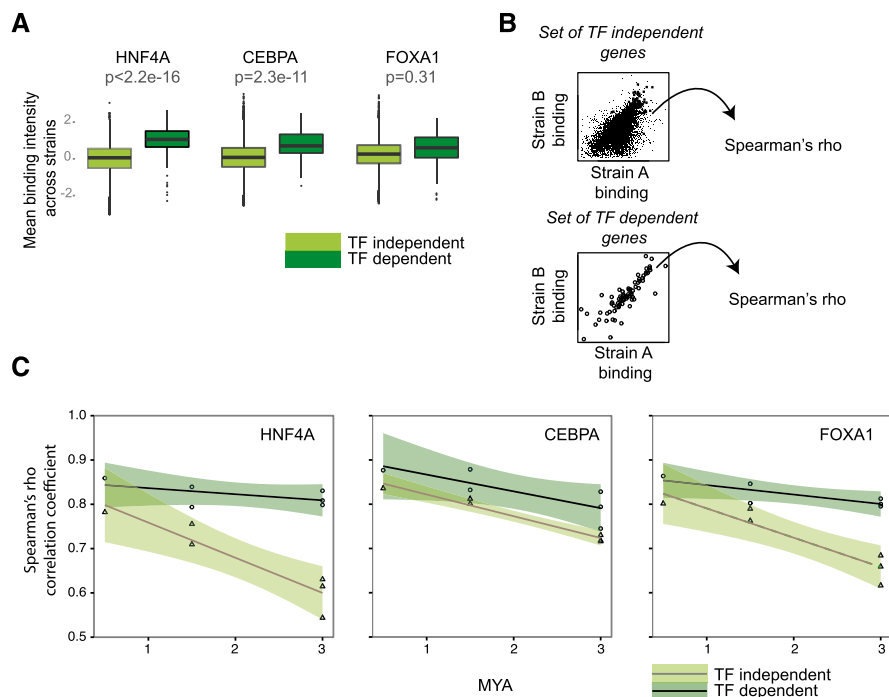 A
HNF4A
p<2.2e-16
CEBPA
p=2.3e-11
FOXA1
p=0.31
Mean binding intensity
across strains
2.
0.
-2.
TF independent
TF dependent
B
Set of TF independent
genes
Strain B
binding
Strain A
binding
Spearman's rho
Set of TF dependent
genes
Strain B
binding
Strain A
binding
Spearman's rho
C
Spearman's rho
correlation coefficient
1.0
0.9
0.8
0.7
0.6
0.5
HNF4A
CEBPA
FOXA1
1 2 3
1 2 3
1 2 3
MYA
TF independent
TF dependent